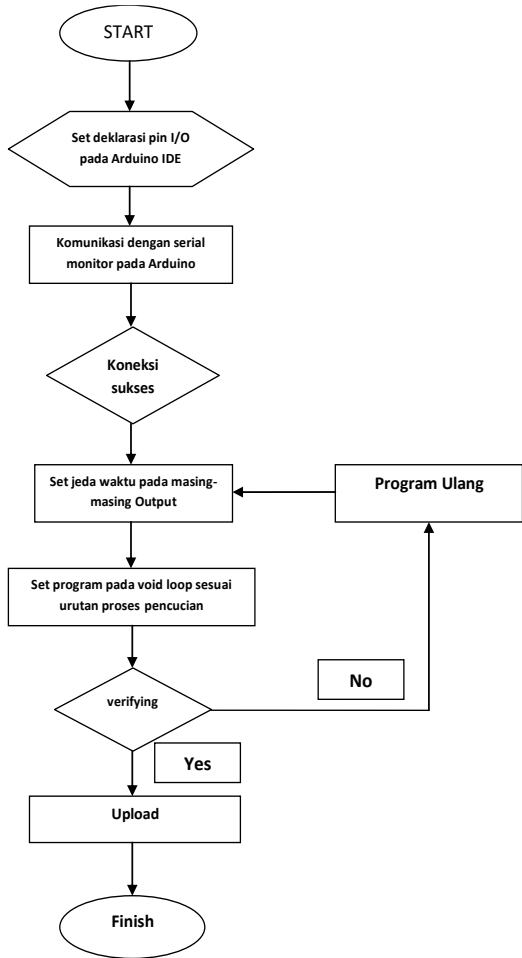 START
Set deklarasi pin I/O
pada Arduino IDE
Komunikasi dengan serial
monitor pada Arduino
Koneksi
sukses
Set jeda waktu pada masing-
masing Output
Program Ulang
Set program pada void loop sesuai
urutan proses pencucian
verifying
No
Yes
Upload
Finish